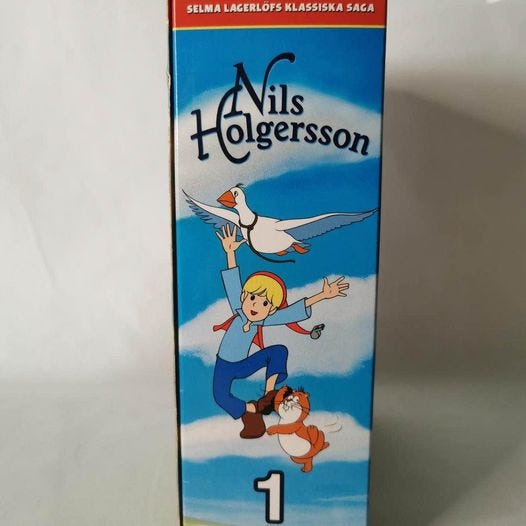 SELMA LAGERLÖFS KLASSISKA SAGA
Nils
Holgersson
1